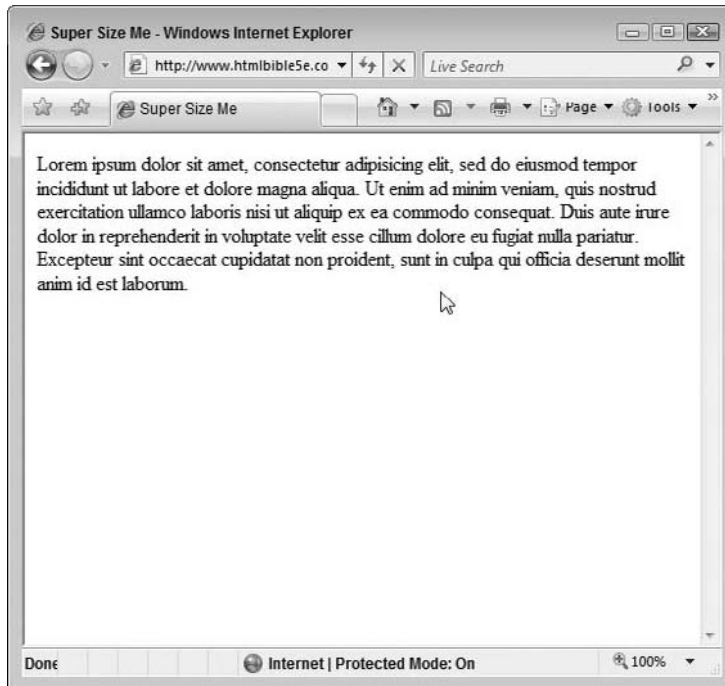 Super Size Me - Windows Internet Explorer
http://www.htmlbible5e.co Live Search
Super Size Me Page Tools »
Lorem ipsum dolor sit amet, consectetur adipisicing elit, sed do eiusmod tempor
incididunt ut labore et dolore magna aliqua. Ut enim ad minim veniam, quis nostrud
exercitation ullamco laboris nisi ut aliquip ex ea commodo consequat. Duis aute irure
dolor in reprehenderit in voluptate velit esse cillum dolore eu fugiat nulla pariatur.
Excepteur sint occaecat cupidatat non proident, sunt in culpa qui officia deserunt mollit
anim id est laborum.
Done Internet | Protected Mode: On 100%